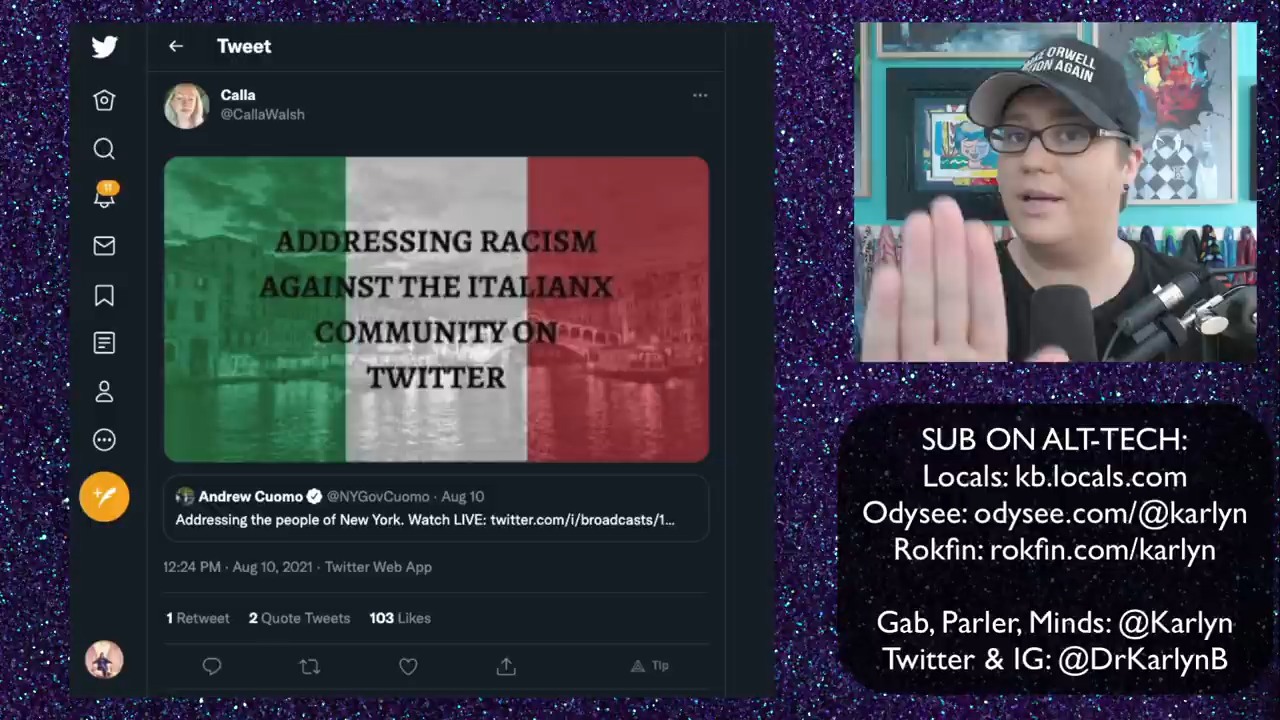 Tweet
Calla
@CallaWalsh
ADDRESSING RACISM
AGAINST THE ITALIANX
COMMUNITY ON
TWITTER
Andrew Cuomo @NYGovCuomo · Aug 10
Addressing the people of New York. Watch LIVE: twitter.com/i/broadcasts/1...
12:24 PM · Aug 10, 2021 · Twitter Web App
1 Retweet 2 Quote Tweets 103 Likes
Tip
ORWELL
AGAIN
SUB ON ALT-TECH:
Locals: kb.locals.com
Odysee: odysee.com/@karlyn
Rokfin: rokfin.com/karlyn
Gab, Parler, Minds: @Karlyn
Twitter & IG: @DrKarlynB